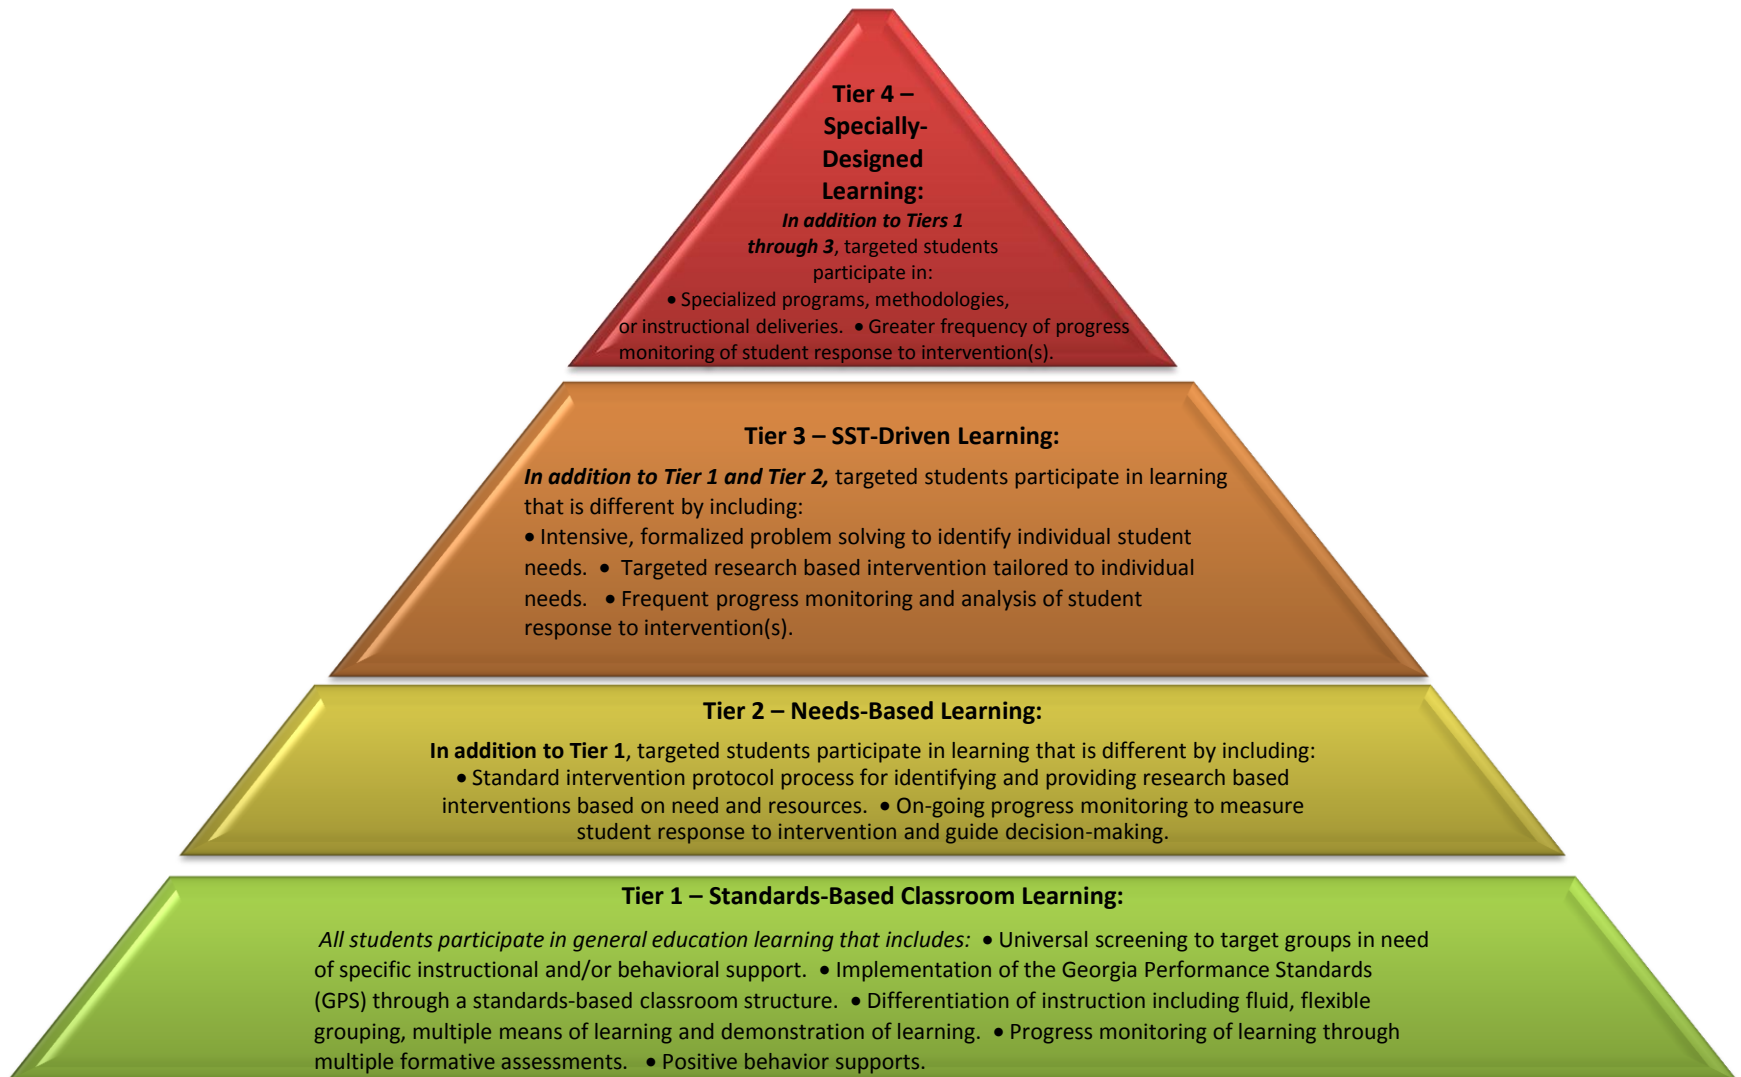 Tier 4 –
Specially-
Designed
Learning:
In addition to Tiers 1
through 3, targeted students
participate in:
• Specialized programs, methodologies,
or instructional deliveries. • Greater frequency of progress
monitoring of student response to intervention(s).
Tier 3 – SST-Driven Learning:
In addition to Tier 1 and Tier 2, targeted students participate in learning
that is different by including:
• Intensive, formalized problem solving to identify individual student
needs. • Targeted research based intervention tailored to individual
needs. • Frequent progress monitoring and analysis of student
response to intervention(s).
Tier 2 – Needs-Based Learning:
In addition to Tier 1, targeted students participate in learning that is different by including:
• Standard intervention protocol process for identifying and providing research based
interventions based on need and resources. • On-going progress monitoring to measure
student response to intervention and guide decision-making.
Tier 1 – Standards-Based Classroom Learning:
All students participate in general education learning that includes: • Universal screening to target groups in need
of specific instructional and/or behavioral support. • Implementation of the Georgia Performance Standards
(GPS) through a standards-based classroom structure. • Differentiation of instruction including fluid, flexible
grouping, multiple means of learning and demonstration of learning. • Progress monitoring of learning through
multiple formative assessments. • Positive behavior supports.